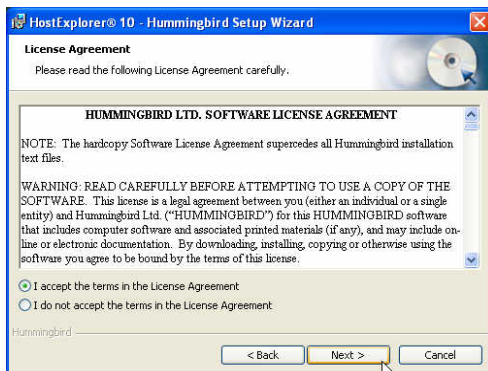 HostExplorer® 10 - Hummingbird Setup Wizard
License Agreement
Please read the following License Agreement carefully.
HUMMINGBIRD LTD. SOFTWARE LICENSE AGREEMENT
NOTE: The hardcopy Software License Agreement supercedes all Hummingbird installation
text files.
WARNING: READ CAREFULLY BEFORE ATTEMPTING TO USE A COPY OF THE
SOFTWARE. This license is a legal agreement between you (either an individual or a single
entity) and Hummingbird Ltd. (“HUMMINGBIRD”) for this HUMMINGBIRD software
that includes computer software and associated printed materials (if any), and may include on-
line or electronic documentation. By downloading, installing, copying or otherwise using the
software you agree to be bound by the terms of this license.
I accept the terms in the License Agreement
I do not accept the terms in the License Agreement
Hummingbird
< Back
Next >
Cancel